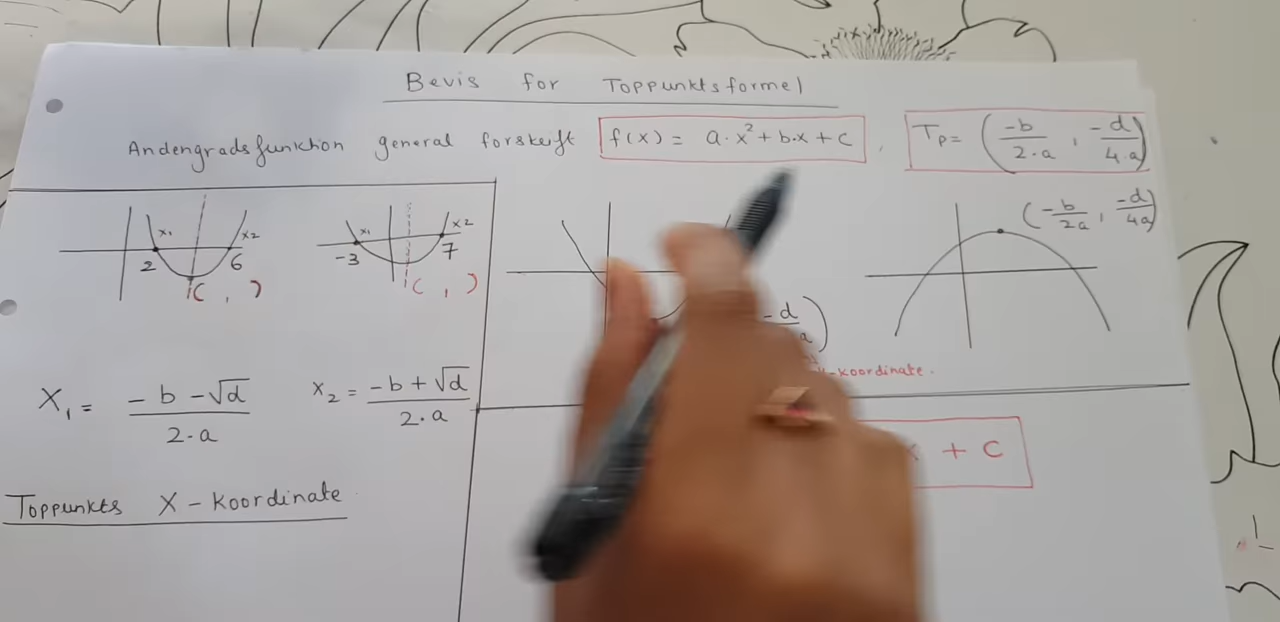 Bevis for Toppunktsformel
Andengradsfunktion general forskrift f(x) = a·x²+b·x+c , Tp= (-b/2·a , -d/4·a)
x₁ x₂ x₁ x₂ (-b/2a , -d/4a)
2 6 -3 7
( , ) ( , ) -d
a )
x-koordinate.
X₁ = -b-√d/2·a x₂ = -b+√d/2·a
x + c
Toppunkts X-koordinate